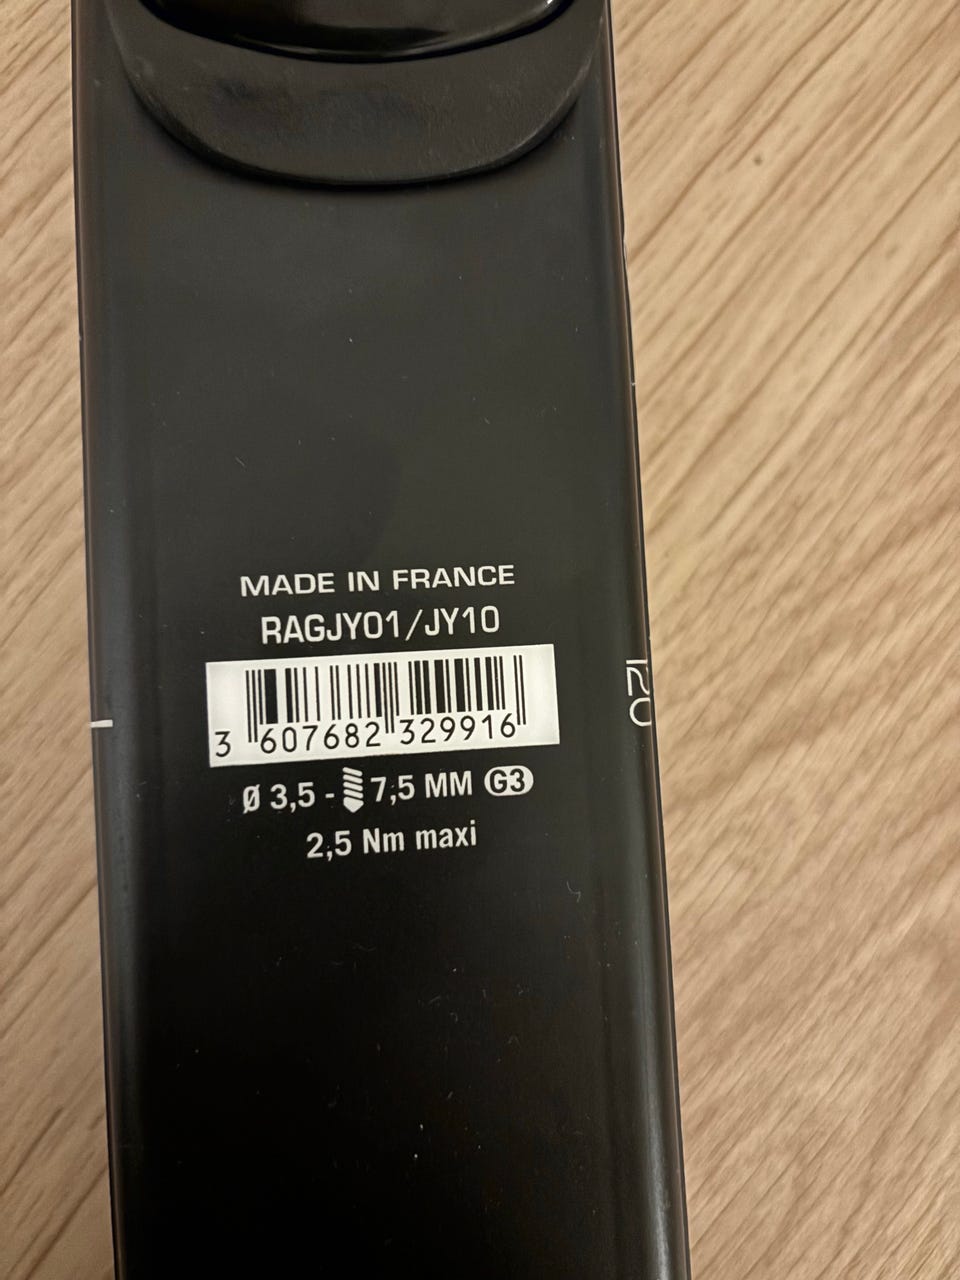 MADE IN FRANCE
RAGJY01/JY10
3 607682 329916
120
Ø 3,5 - 7,5 MM G3
2,5 Nm maxi